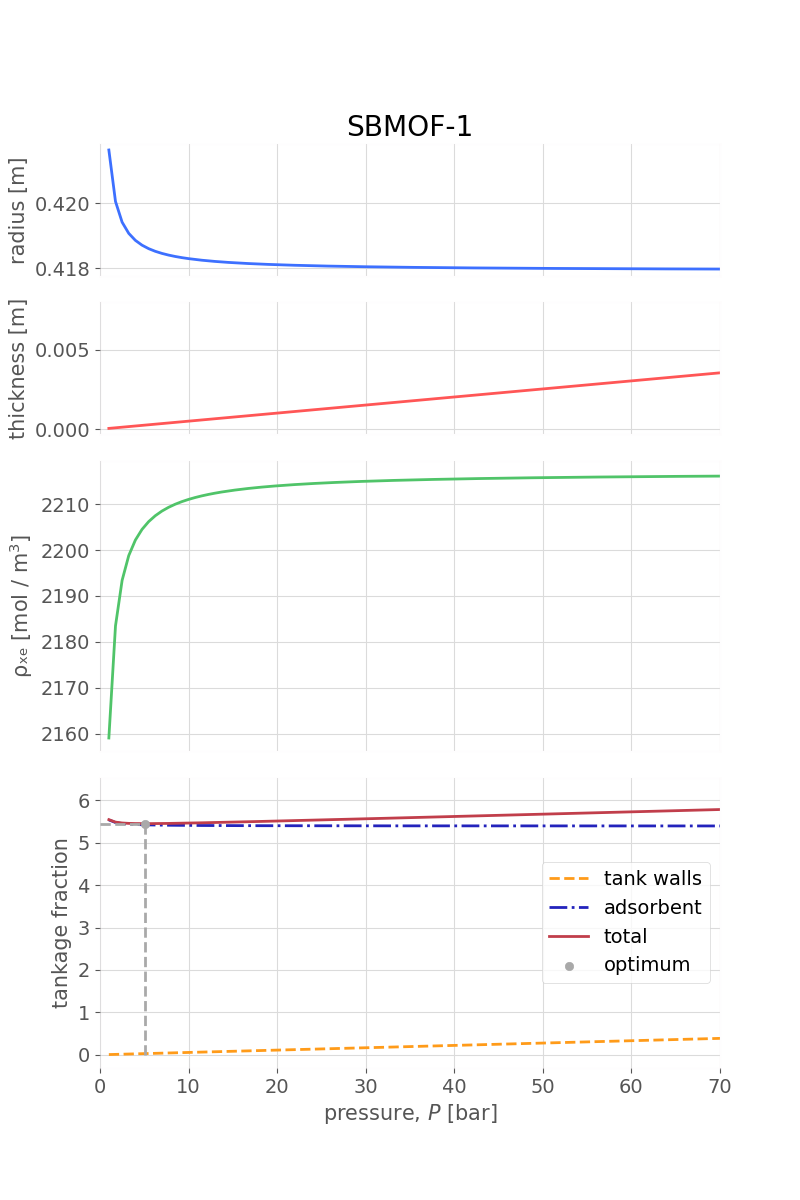 SBMOF-1
radius [m]
0.420
0.418
thickness [m]
0.005
0.000
ρₓₑ [mol / m³]
2210
2200
2190
2180
2170
2160
tankage fraction
6
5
4
3
2
1
0
tank walls
adsorbent
total
optimum
0 10 20 30 40 50 60 70
pressure, P [bar]